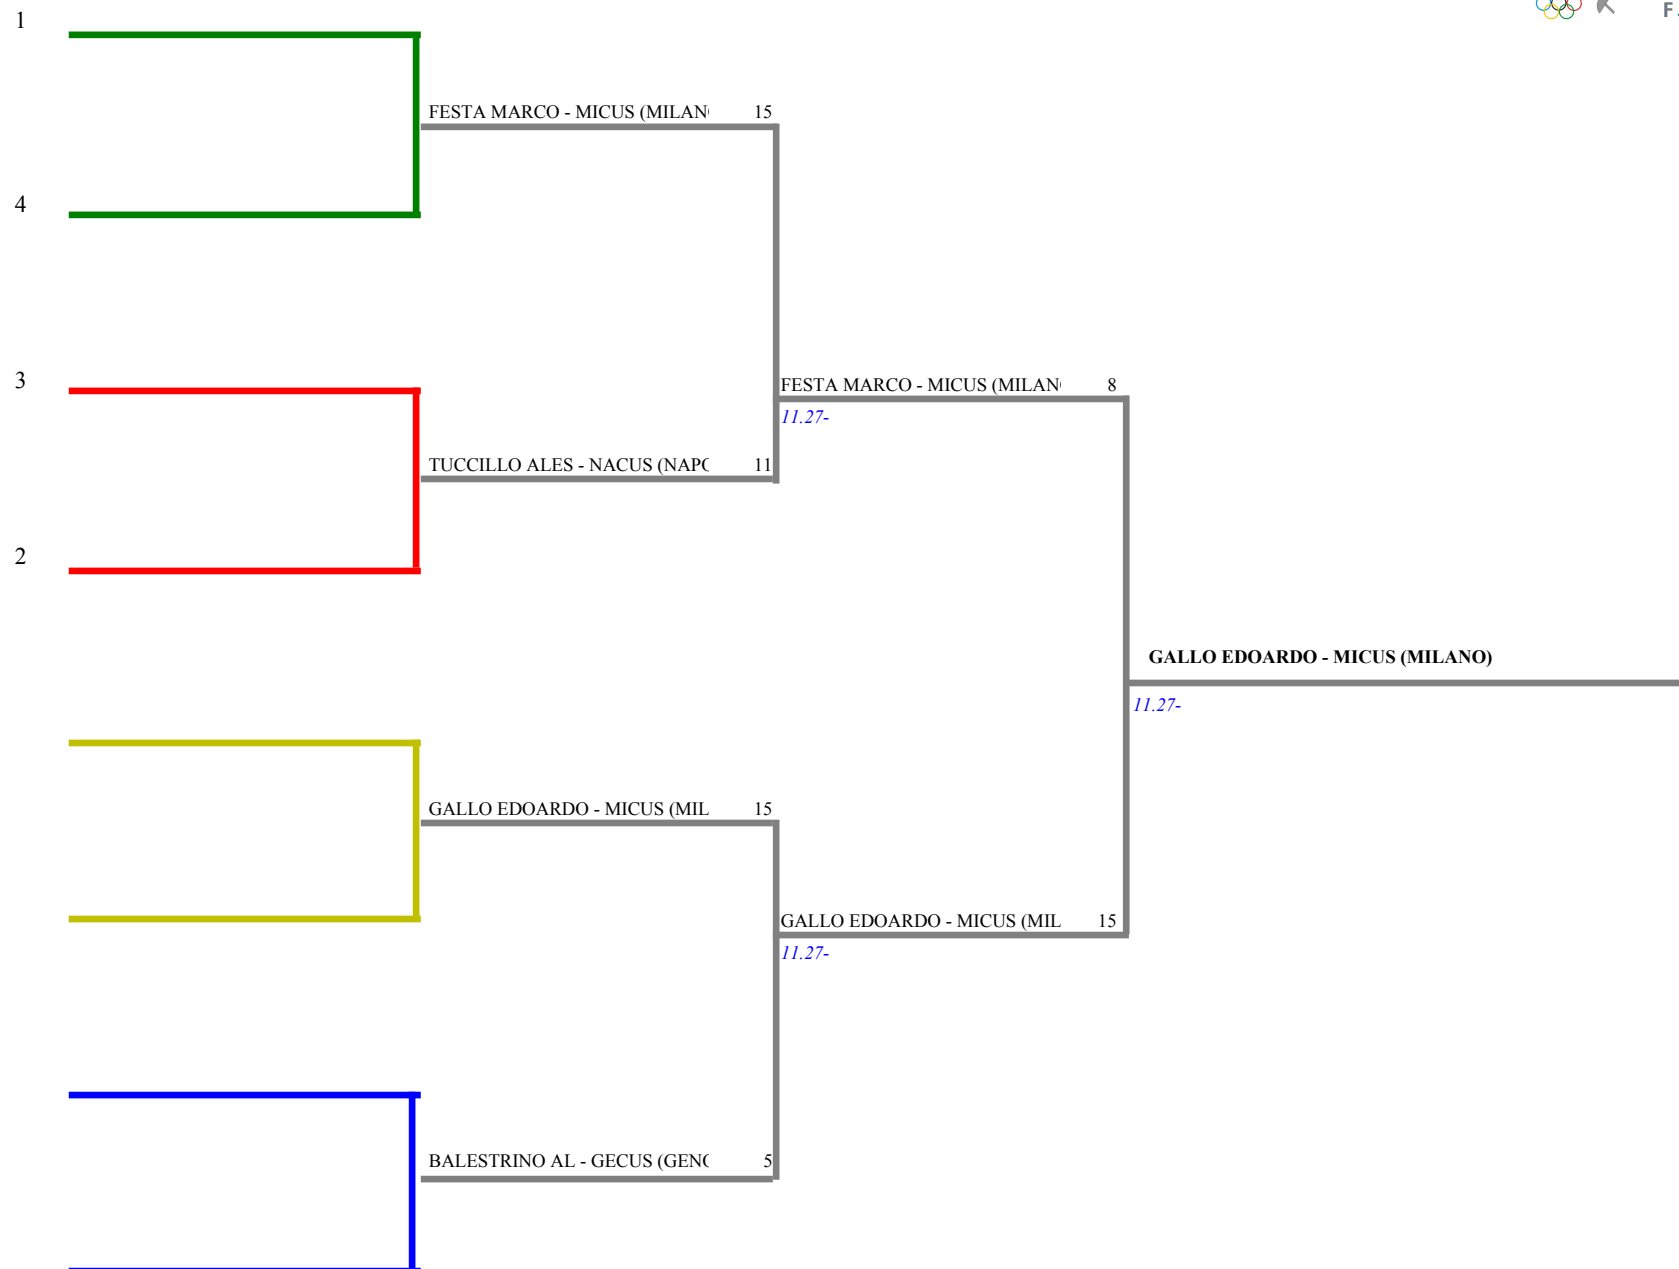 1
FESTA MARCO - MICUS (MILAN 15
4
3
FESTA MARCO - MICUS (MILAN 8
11.27-
TUCCILLO ALES - NACUS (NAPO 11
2
GALLO EDOARDO - MICUS (MILANO)
11.27-
GALLO EDOARDO - MICUS (MIL 15
GALLO EDOARDO - MICUS (MIL 15
11.27-
BALESTRINO AL - GECUS (GEN 5
F